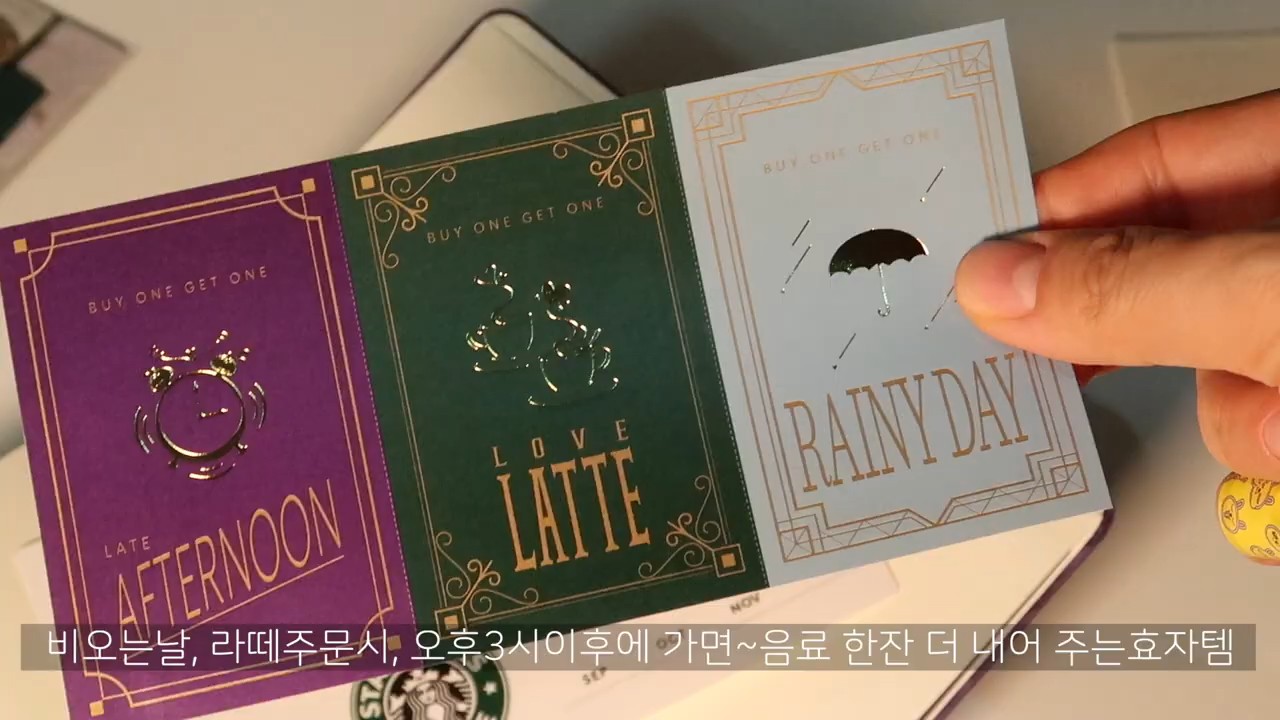 BUY ONE GET ONE
LATE
AFTERNOON
BUY ONE GET ONE
LOVE
LATTE
BUY ONE GET ONE
RAINY DAY
비오는날, 라떼주문시, 오후3시이후에 가면~음료 한잔 더 내어 주는효자템
SEP
NOV
STA